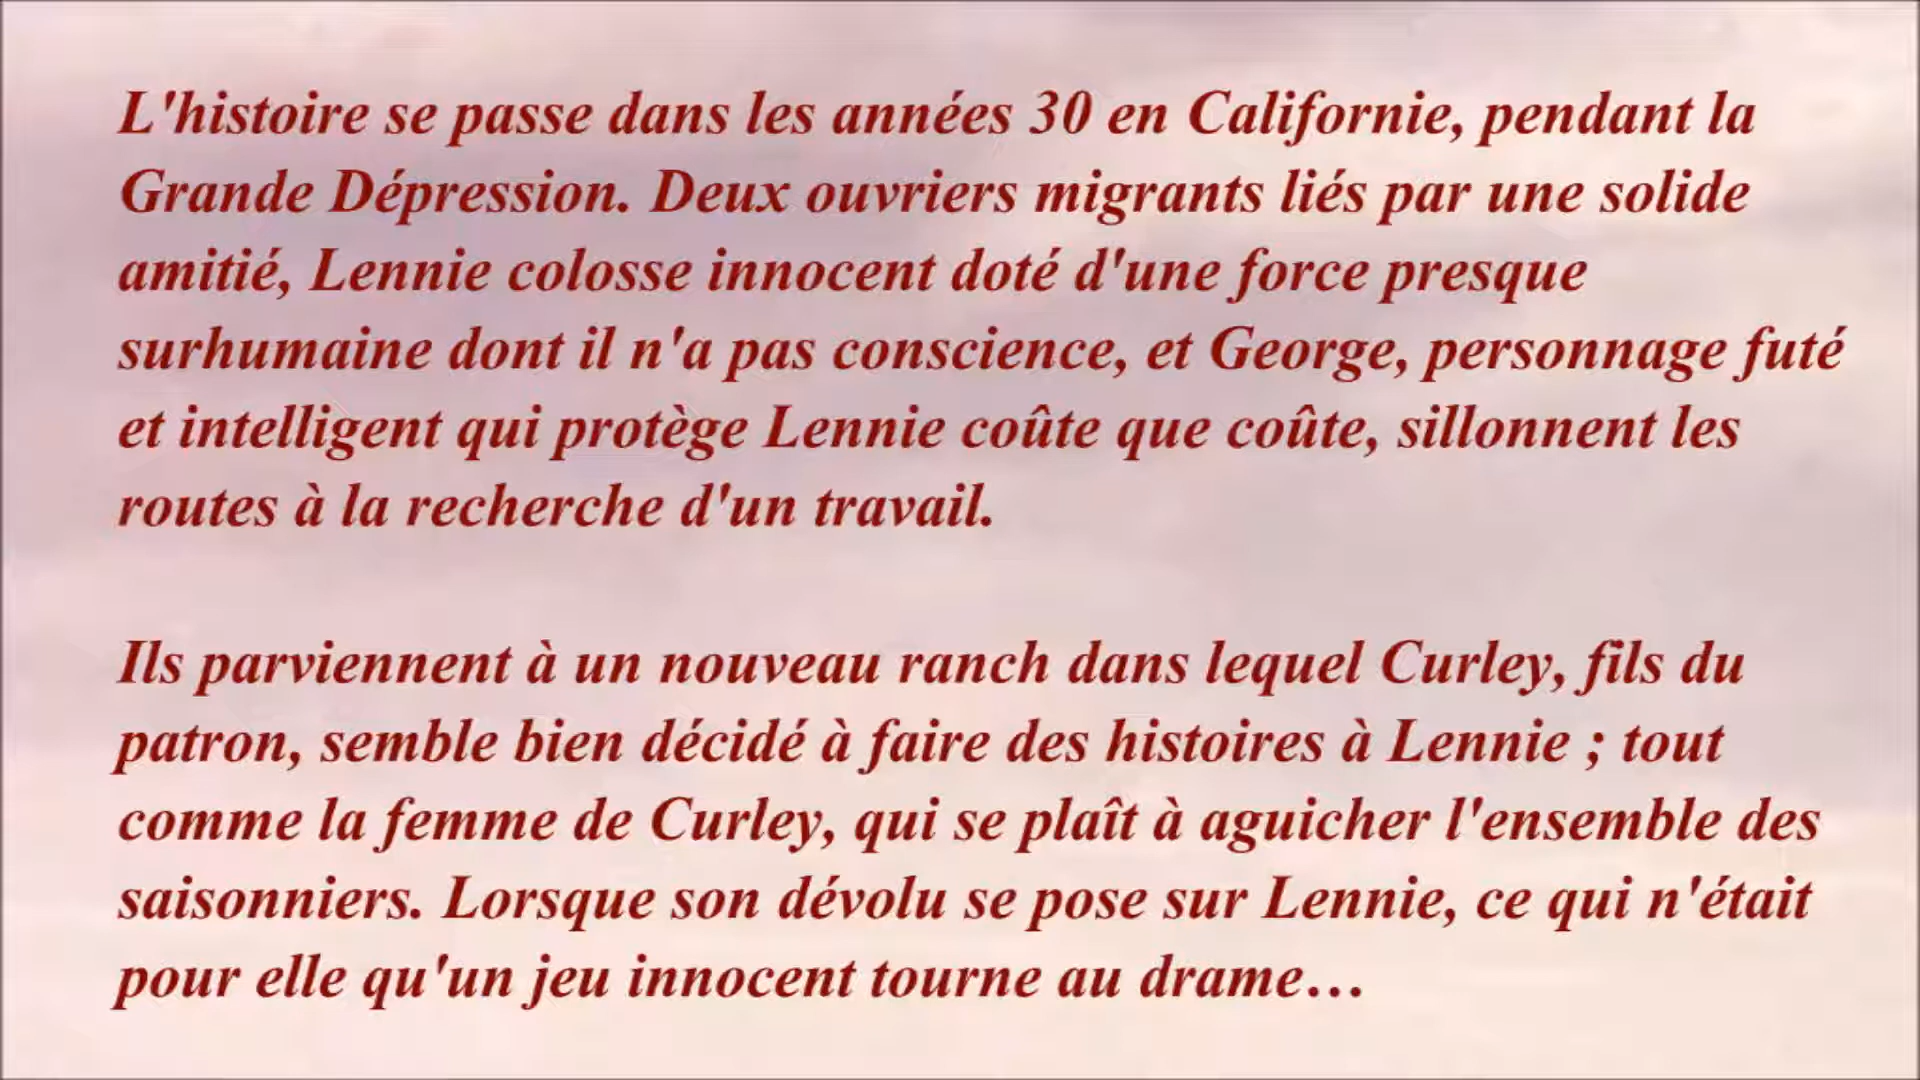 L'histoire se passe dans les années 30 en Californie, pendant la
Grande Dépression. Deux ouvriers migrants liés par une solide
amitié, Lennie colosse innocent doté d'une force presque
surhumaine dont il n'a pas conscience, et George, personnage futé
et intelligent qui protège Lennie coûte que coûte, sillonnent les
routes à la recherche d'un travail.
Ils parviennent à un nouveau ranch dans lequel Curley, fils du
patron, semble bien décidé à faire des histoires à Lennie ; tout
comme la femme de Curley, qui se plaît à aguicher l'ensemble des
saisonniers. Lorsque son dévolu se pose sur Lennie, ce qui n'était
pour elle qu'un jeu innocent tourne au drame…